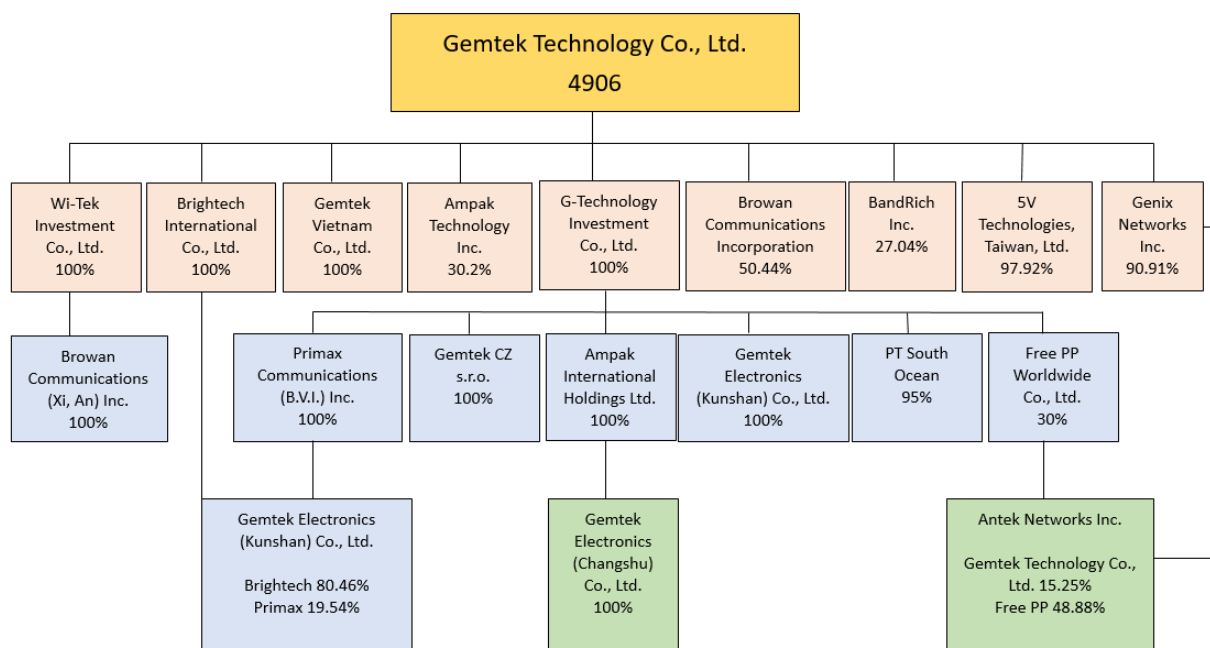 Gemtek Technology Co., Ltd.
4906
Wi-Tek
Investment
Co., Ltd.
100%
Brightech
International
Co., Ltd.
100%
Gemtek
Vietnam
Co., Ltd.
100%
Ampak
Technology
Inc.
30.2%
G-Technology
Investment
Co., Ltd.
100%
Browan
Communications
Incorporation
50.44%
BandRich
Inc.
27.04%
5V
Technologies,
Taiwan, Ltd.
97.92%
Genix
Networks
Inc.
90.91%
Browan
Communications
(Xi, An) Inc.
100%
Primax
Communications
(B.V.I.) Inc.
100%
Gemtek CZ
s.r.o.
100%
Ampak
International
Holdings Ltd.
100%
Gemtek
Electronics
(Kunshan) Co., Ltd.
100%
PT South
Ocean
95%
Free PP
Worldwide
Co., Ltd.
30%
Gemtek Electronics
(Kunshan) Co., Ltd.
Brightech 80.46%
Primax 19.54%
Gemtek
Electronics
(Changshu)
Co., Ltd.
100%
Antek Networks Inc.
Gemtek Technology Co.,
Ltd. 15.25%
Free PP 48.88%